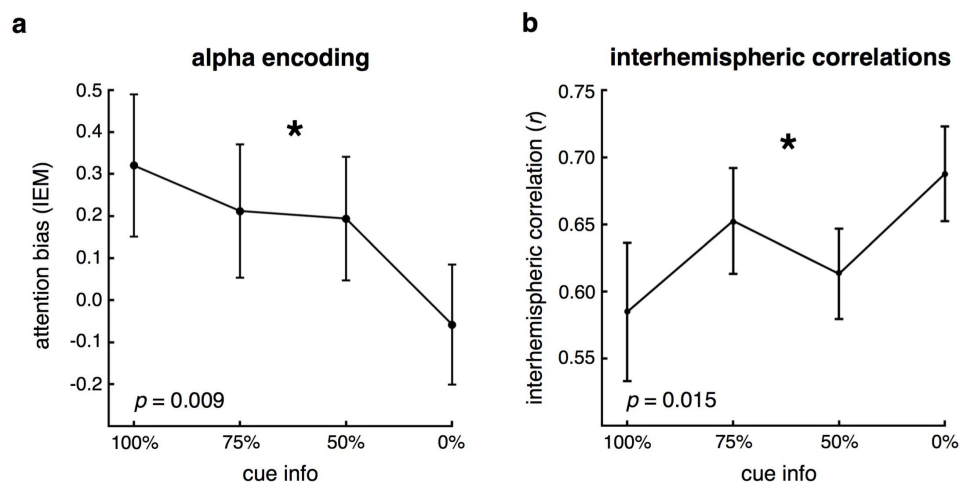 a
alpha encoding
attention bias (IEM)
0.5
0.4
0.3
0.2
0.1
0.0
-0.1
-0.2
*
p = 0.009
100% 75% 50% 0%
cue info
b
interhemispheric correlations
interhemispheric correlation (r)
0.75
0.70
0.65
0.60
0.55
*
p = 0.015
100% 75% 50% 0%
cue info